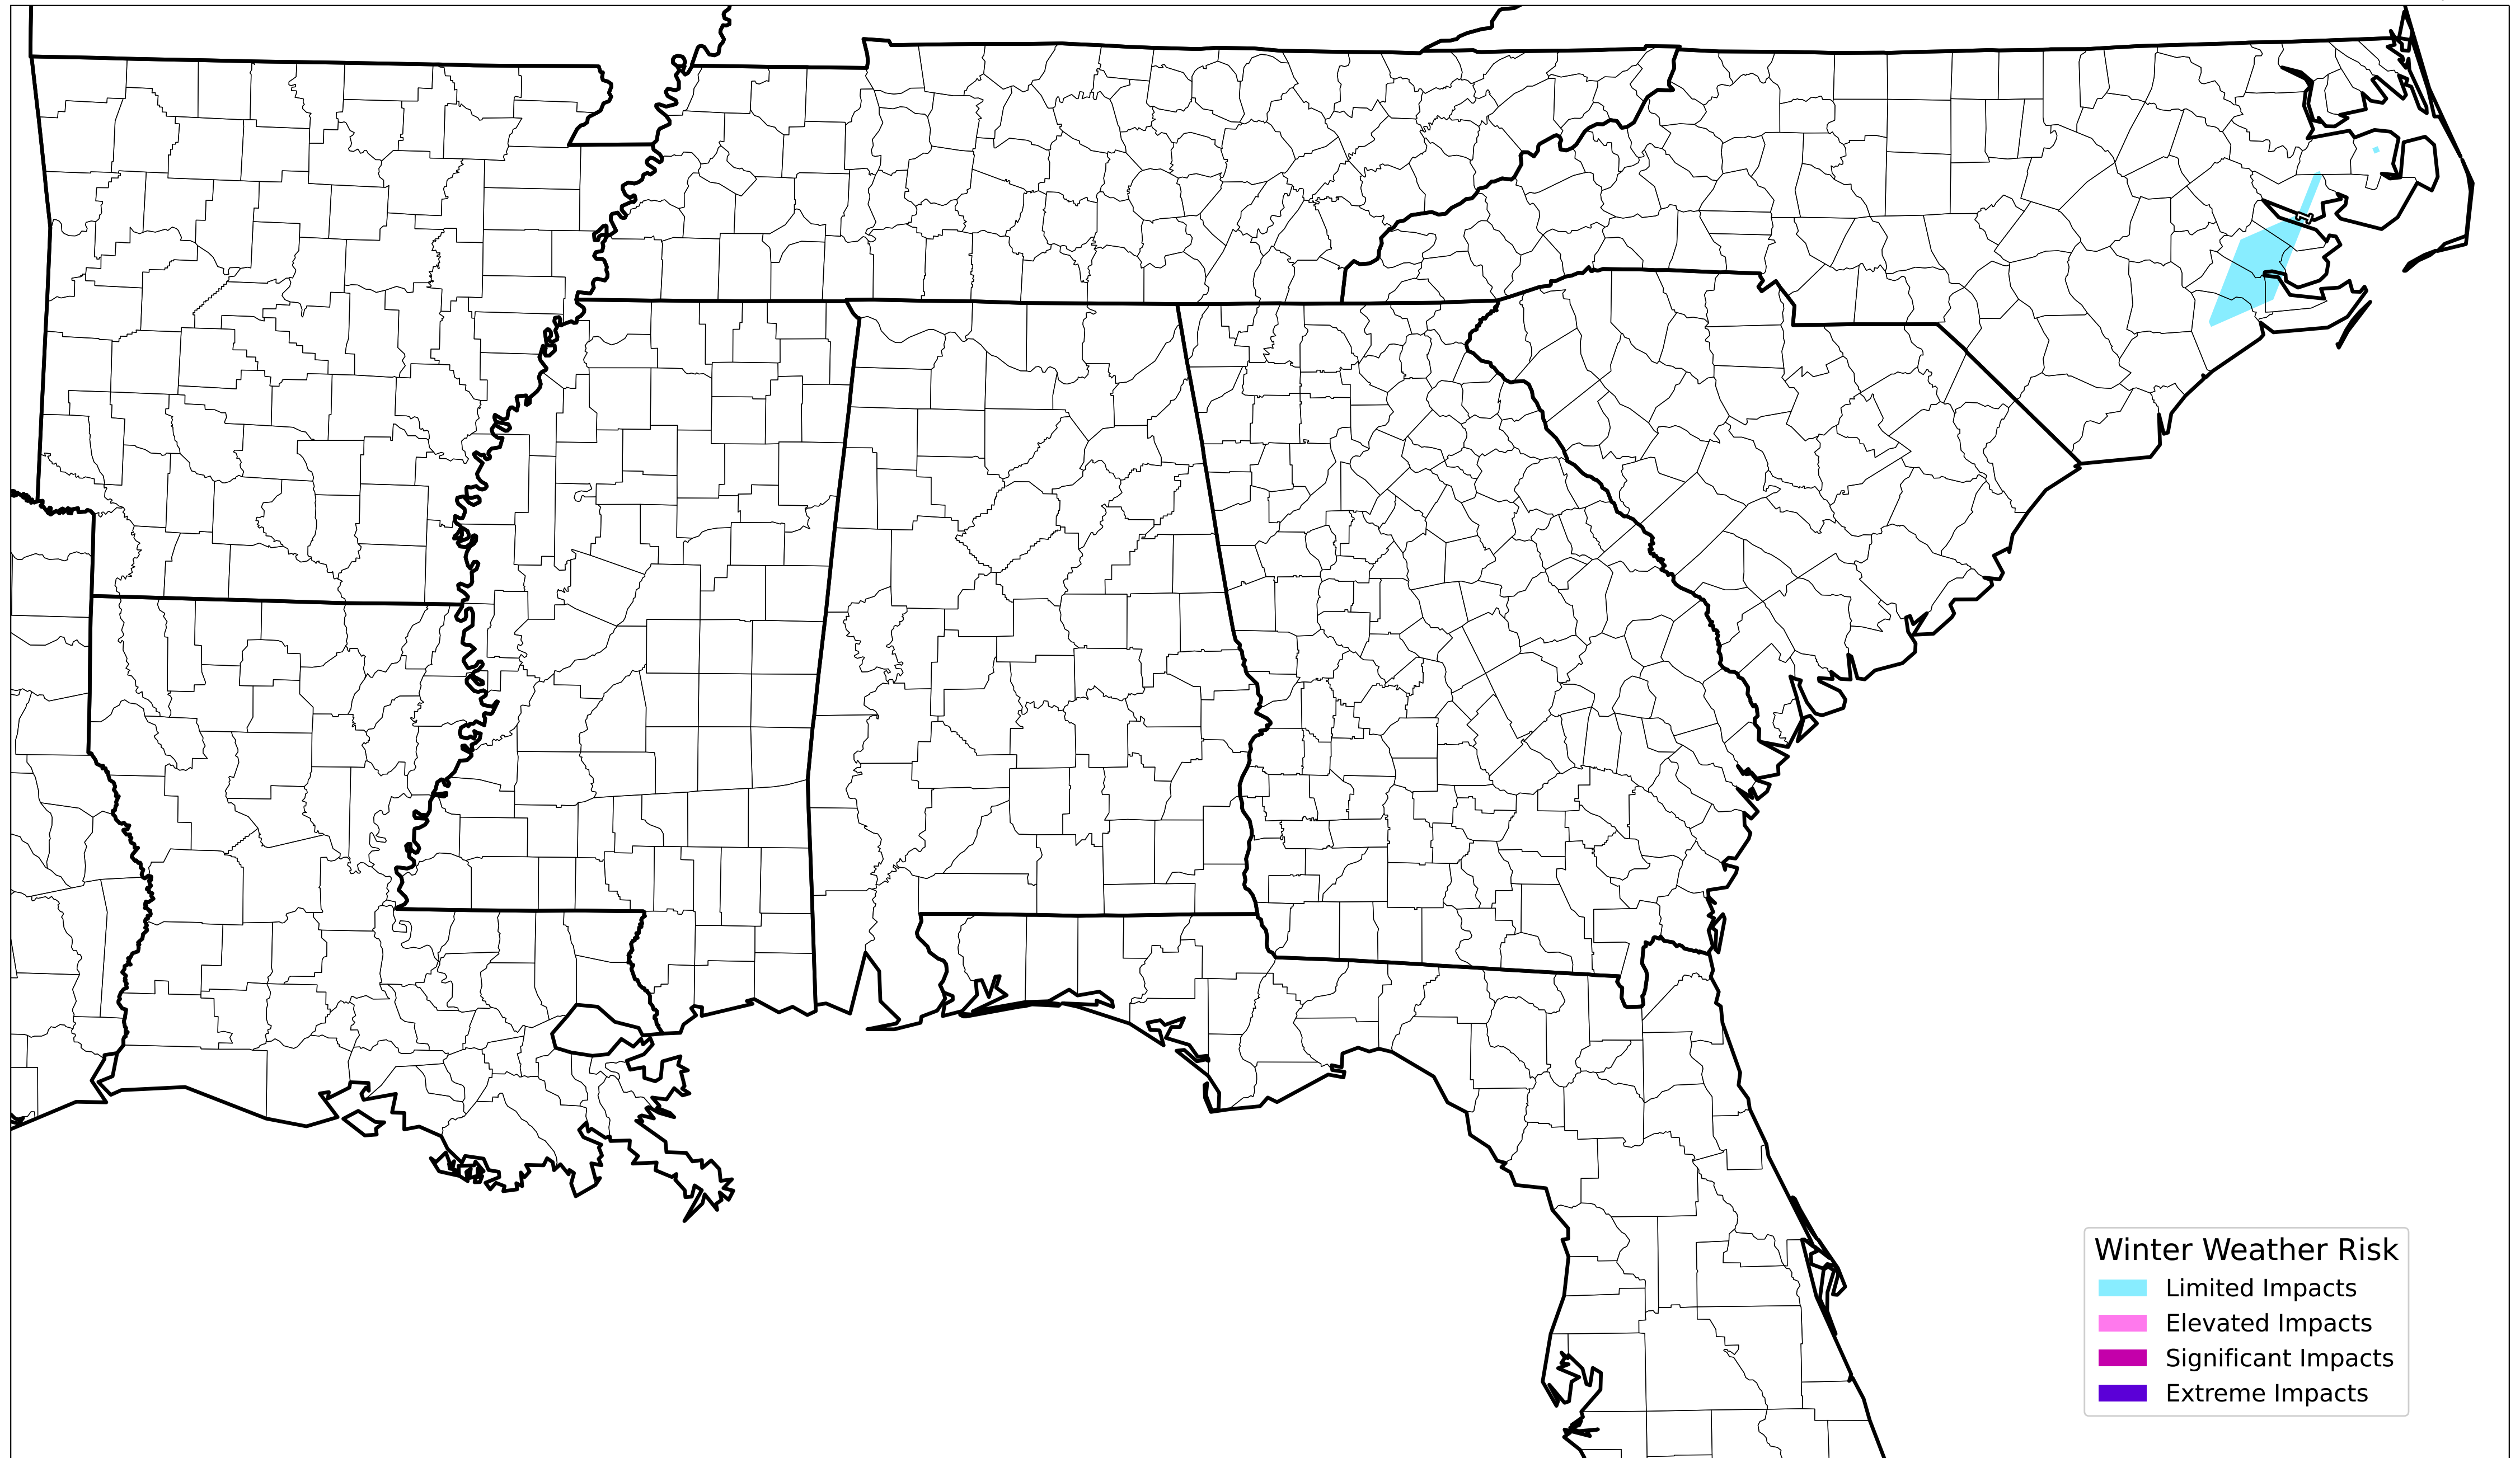 Winter Weather Risk
Limited Impacts
Elevated Impacts
Significant Impacts
Extreme Impacts